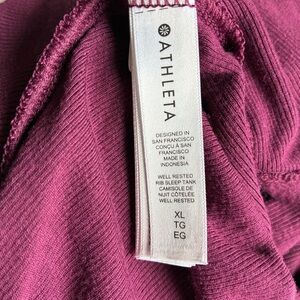 ATHLETA
DESIGNED IN
SAN FRANCISCO
CONÇU À SAN
FRANCISCO
MADE IN
INDONESIA
WELL RESTED
RIB SLEEP TANK
CAMISOLE DE
NUIT CÔTELÉE
WELL RESTED
XL
TG
EG